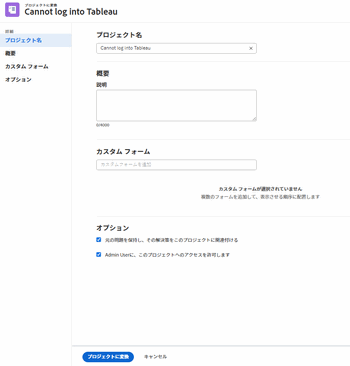 プロジェクトに変換
Cannot log into Tableau
詳細
プロジェクト名
概要
カスタム フォーム
オプション
プロジェクト名
Cannot log into Tableau
概要
説明
0/4000
カスタム フォーム
カスタムフォームを追加
カスタム フォームが選択されていません
複数のフォームを追加して、表示させる順序に配置します
オプション
元の問題を保持し、その解決策をこのプロジェクトに関連付ける
Admin Userに、このプロジェクトへのアクセスを許可します
プロジェクトに変換
キャンセル